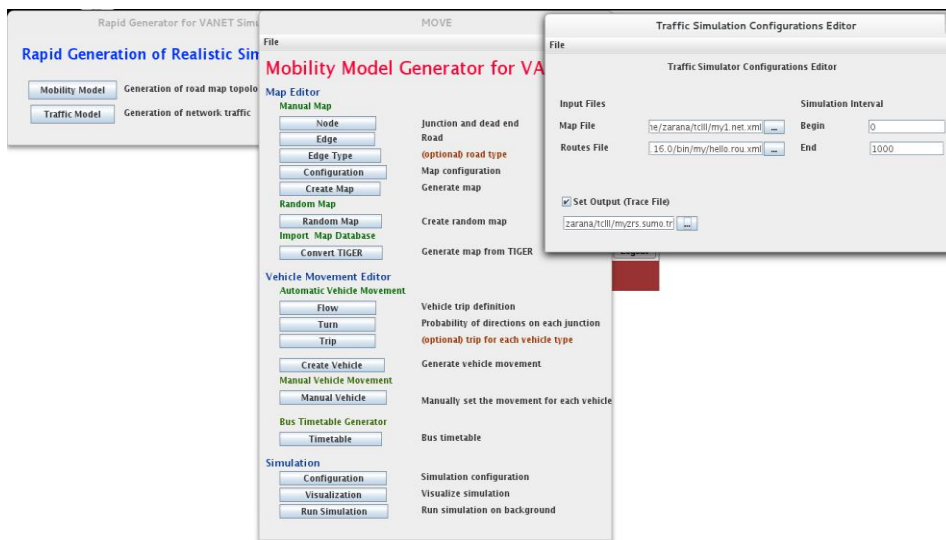 Rapid Generator for VANET Simu
Rapid Generation of Realistic Sim
Mobility Model Generation of road map topolo
Traffic Model Generation of network traffic
MOVE
File
Mobility Model Generator for VA
Map Editor
Manual Map
Node Junction and dead end
Edge Road
Edge Type (optional) road type
Configuration Map configuration
Create Map Generate map
Random Map
Random Map Create random map
Import Map Database
Convert TIGER Generate map from TIGER
Vehicle Movement Editor
Automatic Vehicle Movement
Flow Vehicle trip definition
Turn Probability of directions on each junction
Trip (optional) trip for each vehicle type
Create Vehicle Generate vehicle movement
Manual Vehicle Movement
Manual Vehicle Manually set the movement for each vehicle
Bus Timetable Generator
Timetable Bus timetable
Simulation
Configuration Simulation configuration
Visualization Visualize simulation
Run Simulation Run simulation on background
Traffic Simulation Configurations Editor
File
Traffic Simulator Configurations Editor
Input Files Simulation Interval
Map File ne/zarana/tclll/my1.net.xml ... Begin 0
Routes File 16.0/bin/my/hello.rou.xml ... End 1000
Set Output (Trace File)
zarana/tclll/myzrs.sumo.tr ...